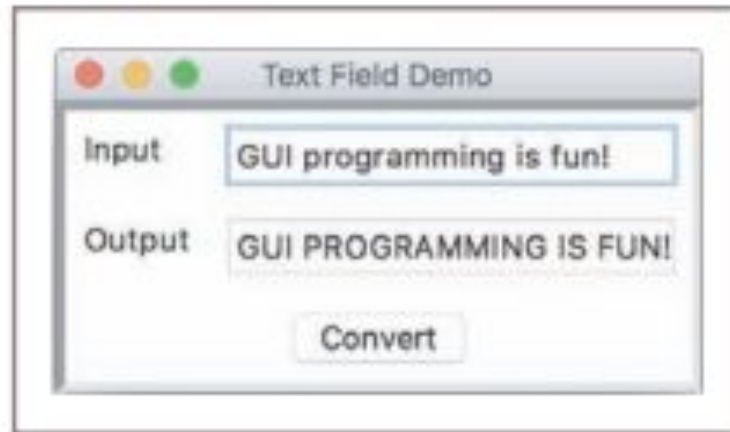 Text Field Demo
Input GUI programming is fun!
Output GUI PROGRAMMING IS FUN!
Convert